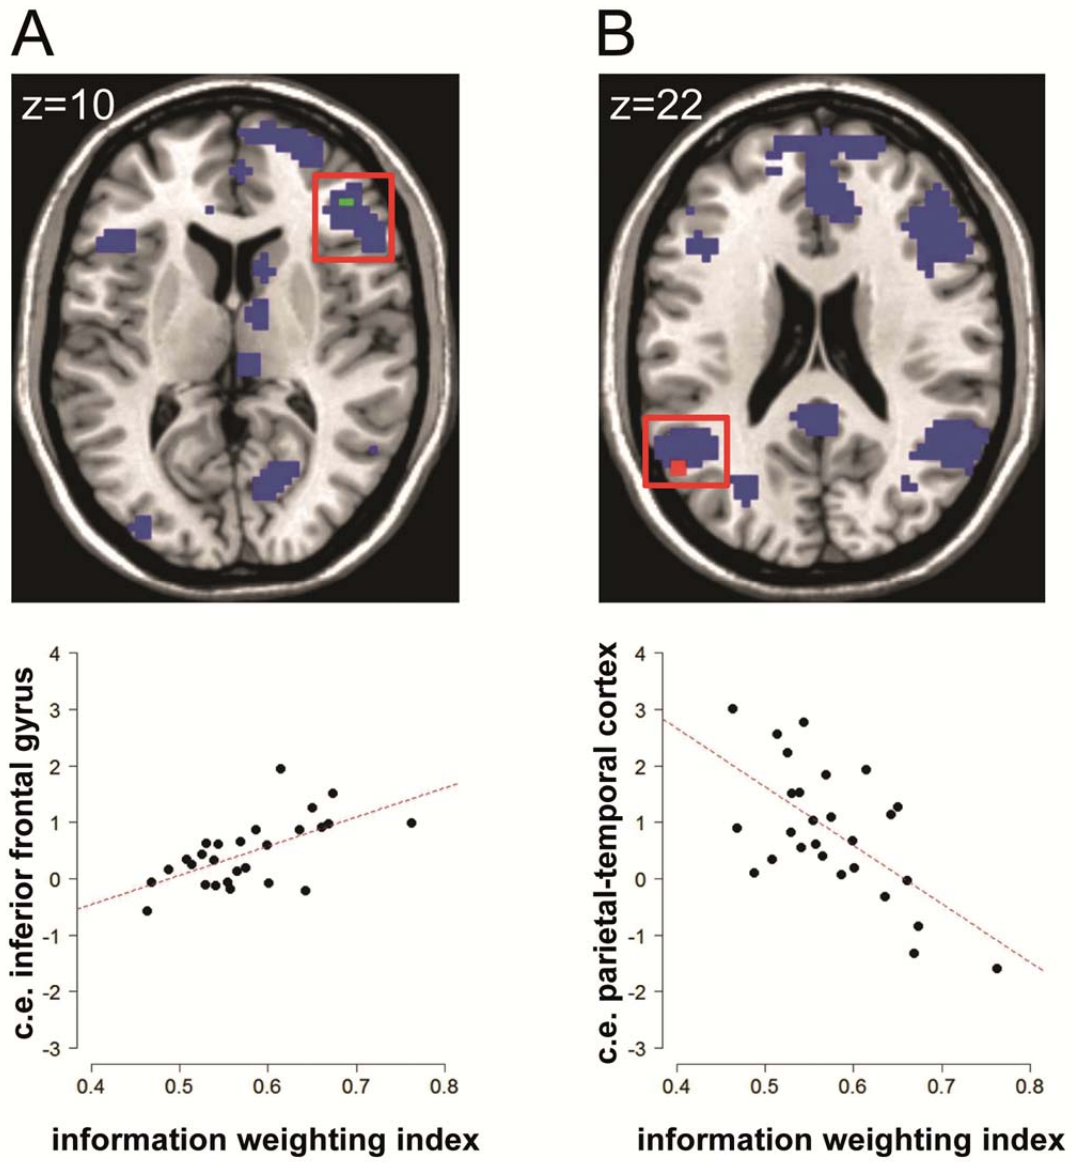 A
B
z=10
z=22
c.e. inferior frontal gyrus
4
3
2
1
0
-1
-2
-3
0.4 0.5 0.6 0.7 0.8
information weighting index
c.e. parietal-temporal cortex
4
3
2
1
0
-1
-2
-3
0.4 0.5 0.6 0.7 0.8
information weighting index